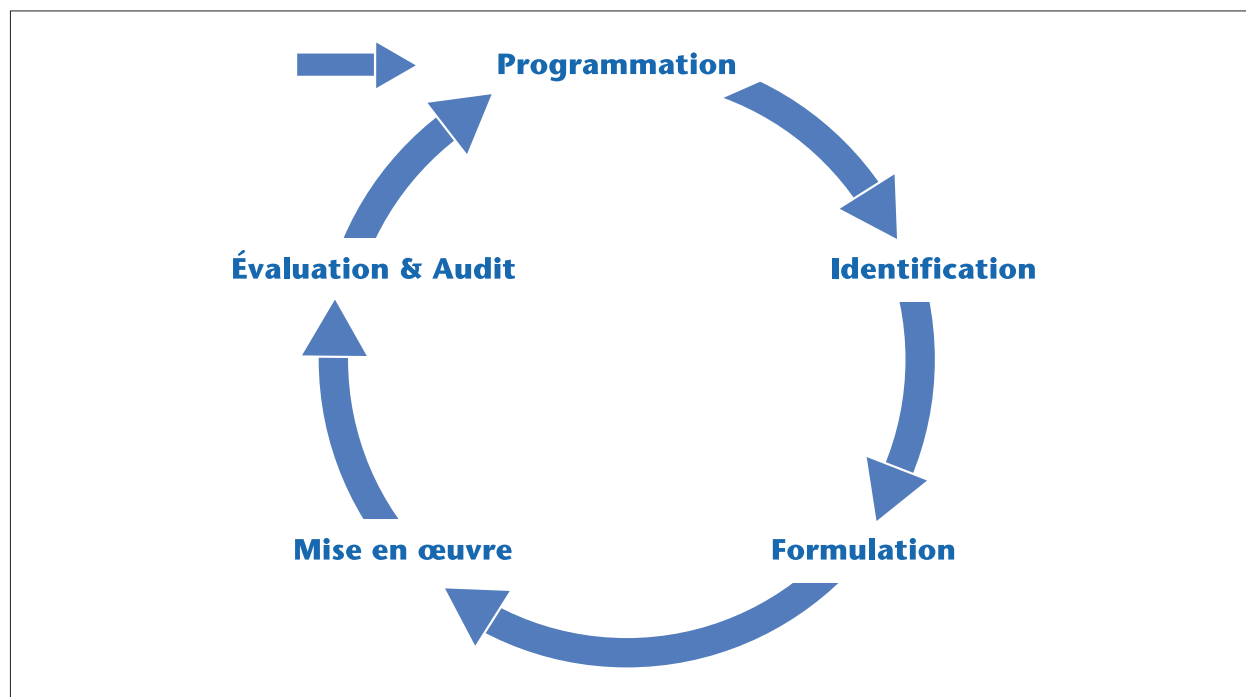 Programmation
Identification
Formulation
Mise en œuvre
Évaluation & Audit